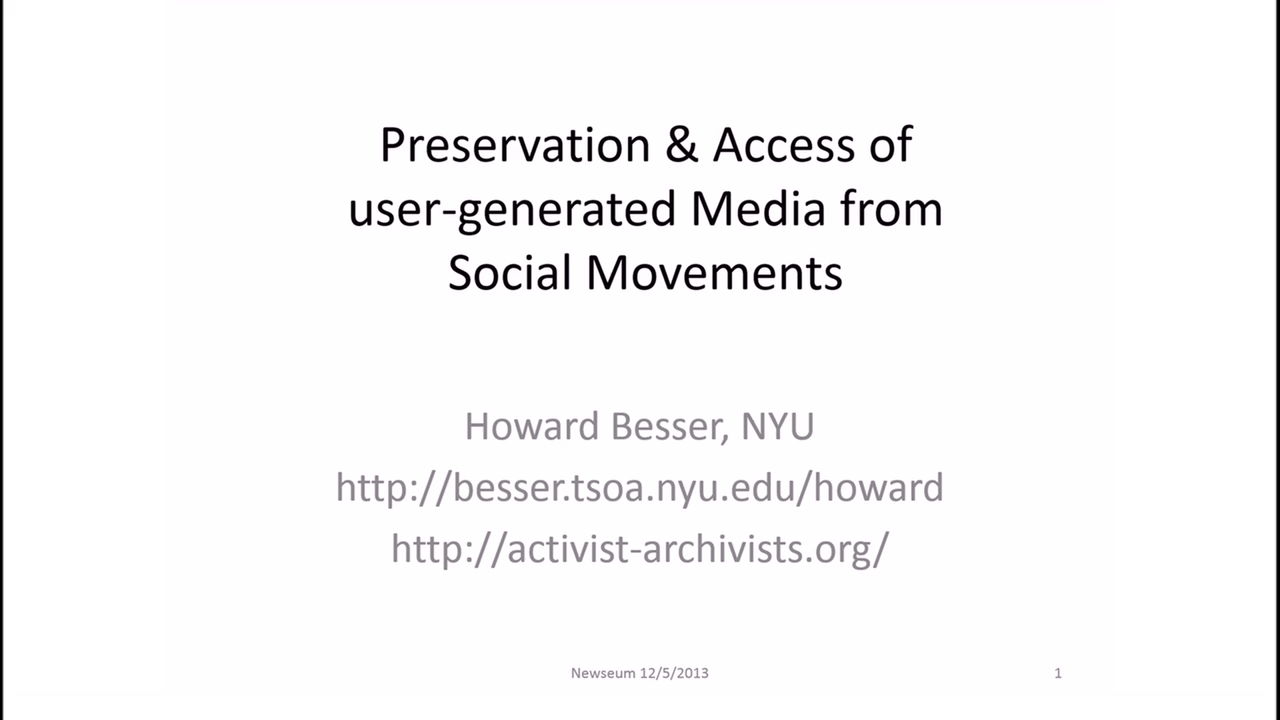 Preservation & Access of
user-generated Media from
Social Movements
Howard Besser, NYU
http://besser.tsoa.nyu.edu/howard
http://activist-archivists.org/
Newseum 12/5/2013
1